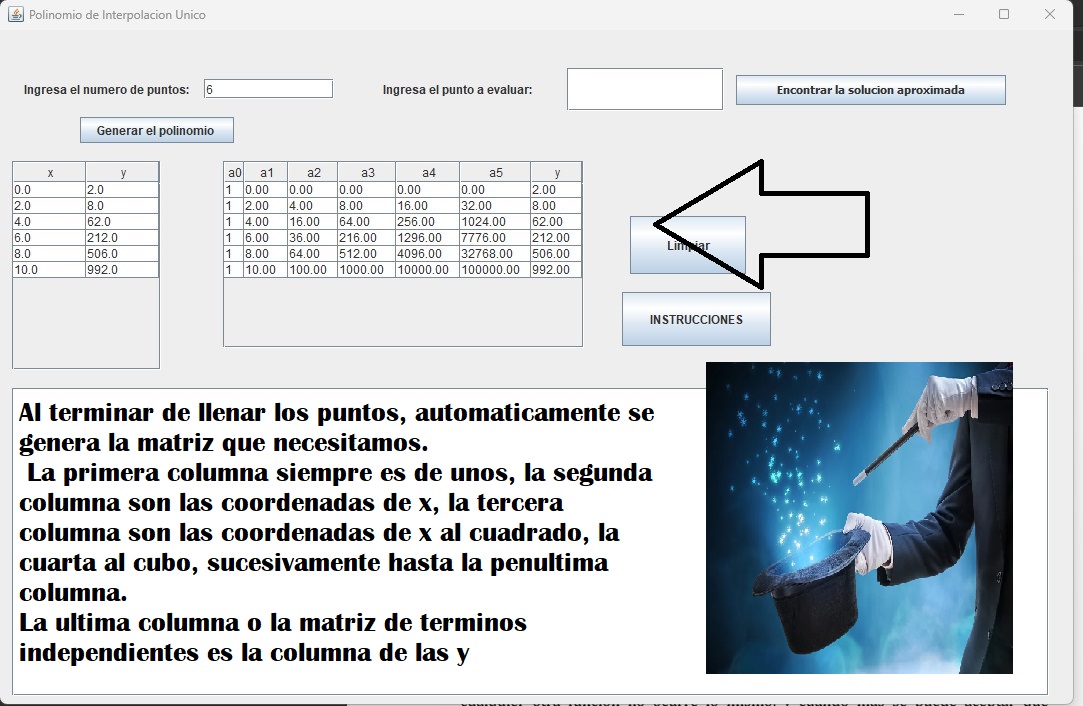 Polinomio de Interpolacion Unico
Ingresa el numero de puntos: 6 Ingresa el punto a evaluar: Encontrar la solucion aproximada
Generar el polinomio
x y
0.0 2.0
2.0 8.0
4.0 62.0
6.0 212.0
8.0 506.0
10.0 992.0
a0 a1 a2 a3 a4 a5 y
1 0.00 0.00 0.00 0.00 0.00 2.00
1 2.00 4.00 8.00 16.00 32.00 8.00
1 4.00 16.00 64.00 256.00 1024.00 62.00
1 6.00 36.00 216.00 1296.00 7776.00 212.00
1 8.00 64.00 512.00 4096.00 32768.00 506.00
1 10.00 100.00 1000.00 10000.00 100000.00 992.00
Limpiar
INSTRUCCIONES
Al terminar de llenar los puntos, automaticamente se
genera la matriz que necesitamos.
La primera columna siempre es de unos, la segunda
columna son las coordenadas de x, la tercera
columna son las coordenadas de x al cuadrado, la
cuarta al cubo, sucesivamente hasta la penultima
columna.
La ultima columna o la matriz de terminos
independientes es la columna de las y